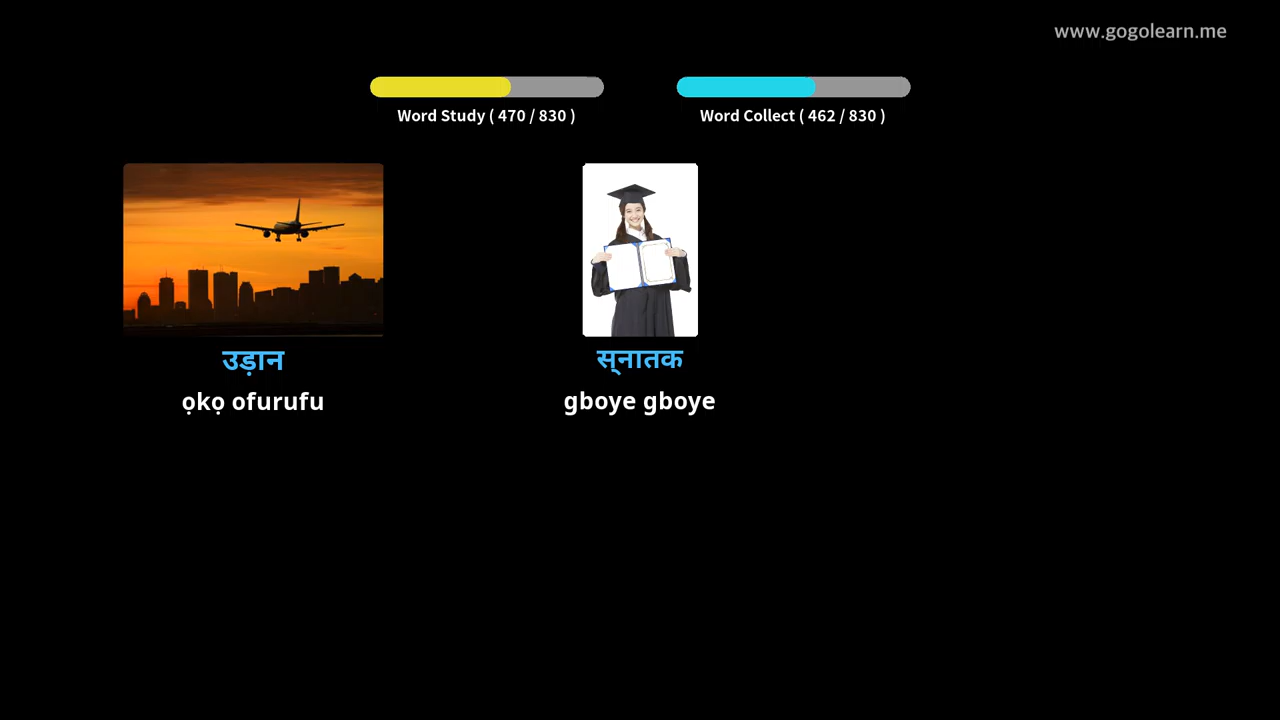 www.gogolearn.me
Word Study ( 470 / 830 )
Word Collect ( 462 / 830 )
उड़ान
ọkọ ofurufu
स्‌नातक
gboye gboye